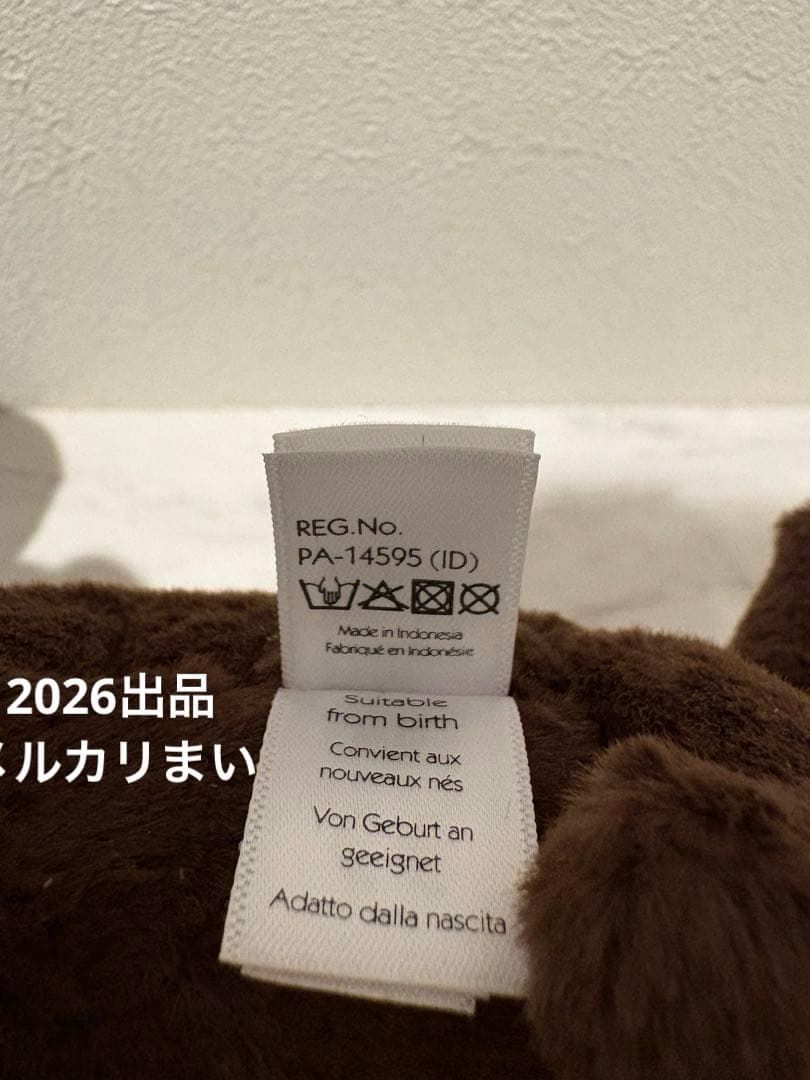 REG.No.
PA-14595 (ID)
Made in Indonesia
Fabriqué en Indonésie
Suitable
from birth
Convient aux
nouveaux nés
Von Geburt an
geeignet
Adatto dalla nascita
2026出品
メルカリまい